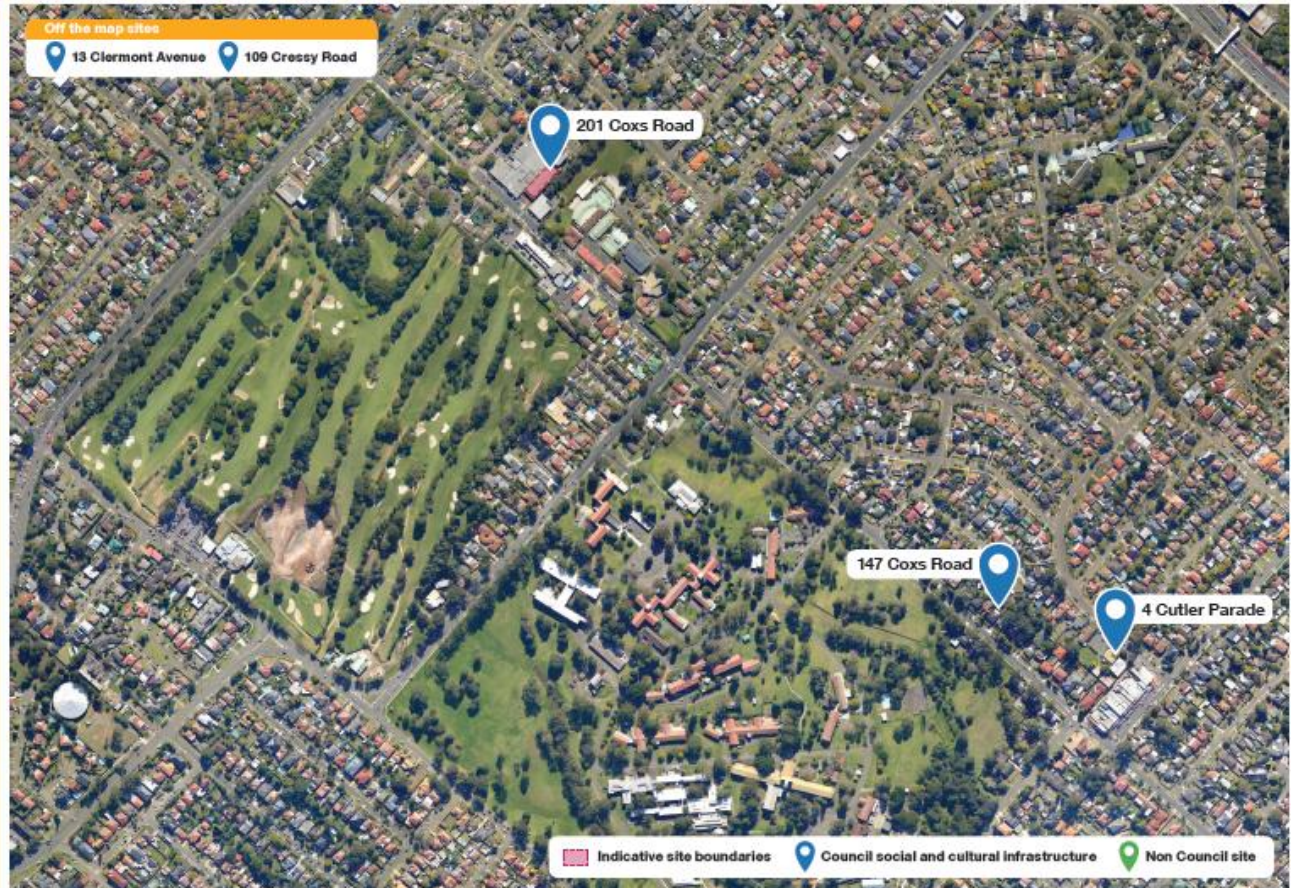 Off the map sites
13 Clermont Avenue
109 Cressy Road
201 Coxs Road
147 Coxs Road
4 Cutler Parade
Indicative site boundaries
Council social and cultural infrastructure
Non Council site